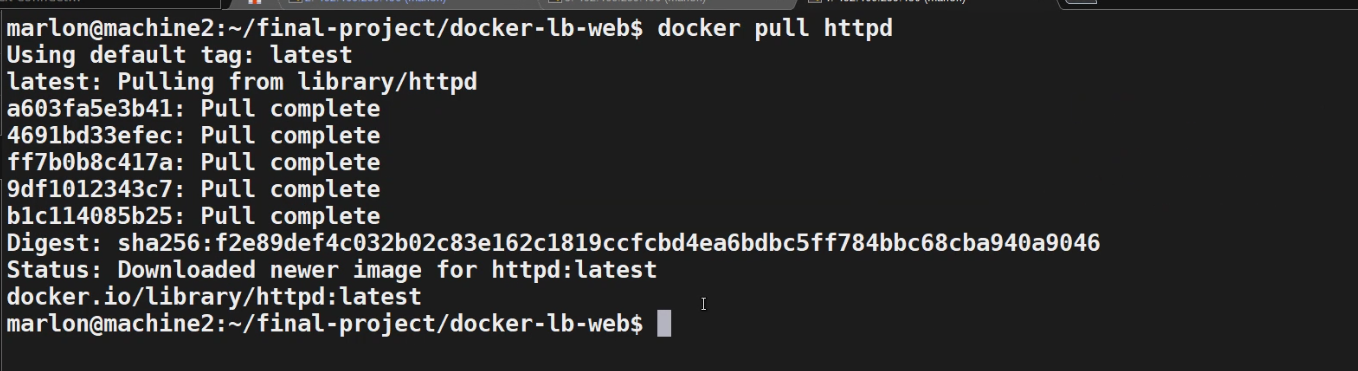 marlon@machine2:~/final-project/docker-lb-web$ docker pull httpd
Using default tag: latest
latest: Pulling from library/httpd
a603fa5e3b41: Pull complete
4691bd33efec: Pull complete
ff7b0b8c417a: Pull complete
9df1012343c7: Pull complete
b1c114085b25: Pull complete
Digest: sha256:f2e89def4c032b02c83e162c1819ccfcbd4ea6bdbc5ff784bbc68cba940a9046
Status: Downloaded newer image for httpd:latest
docker.io/library/httpd:latest
marlon@machine2:~/final-project/docker-lb-web$